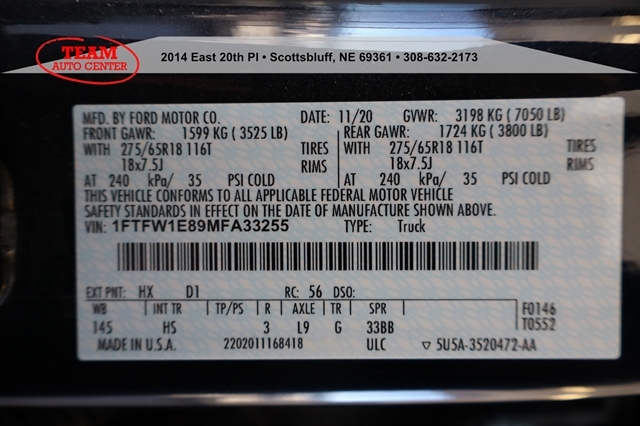 TEAM
AUTO CENTER
2014 East 20th Pl • Scottsbluff, NE 69361 • 308-632-2173
MFD. BY FORD MOTOR CO. DATE: 11/20 GVWR: 3198 KG ( 7050 LB)
FRONT GAWR: 1599 KG ( 3525 LB) REAR GAWR: 1724 KG ( 3800 LB)
WITH 275/65R18 116T TIRES WITH 275/65R18 116T TIRES
18x7.5J RIMS 18x7.5J RIMS
AT 240 kPa/ 35 PSI COLD AT 240 kPa/ 35 PSI COLD
THIS VEHICLE CONFORMS TO ALL APPLICABLE FEDERAL MOTOR VEHICLE
SAFETY STANDARDS IN EFFECT ON THE DATE OF MANUFACTURE SHOWN ABOVE.
VIN: 1FTFW1E89MFA33255 TYPE: Truck
EXT PNT: HX D1 RC: 56 DSO:
WB INT TR TP/PS R AXLE TR SPR F0146
145 HS 3 L9 G 33BB T0552
MADE IN U.S.A. 2202011168418 ULC ▽ 5U5A-3520472-AA